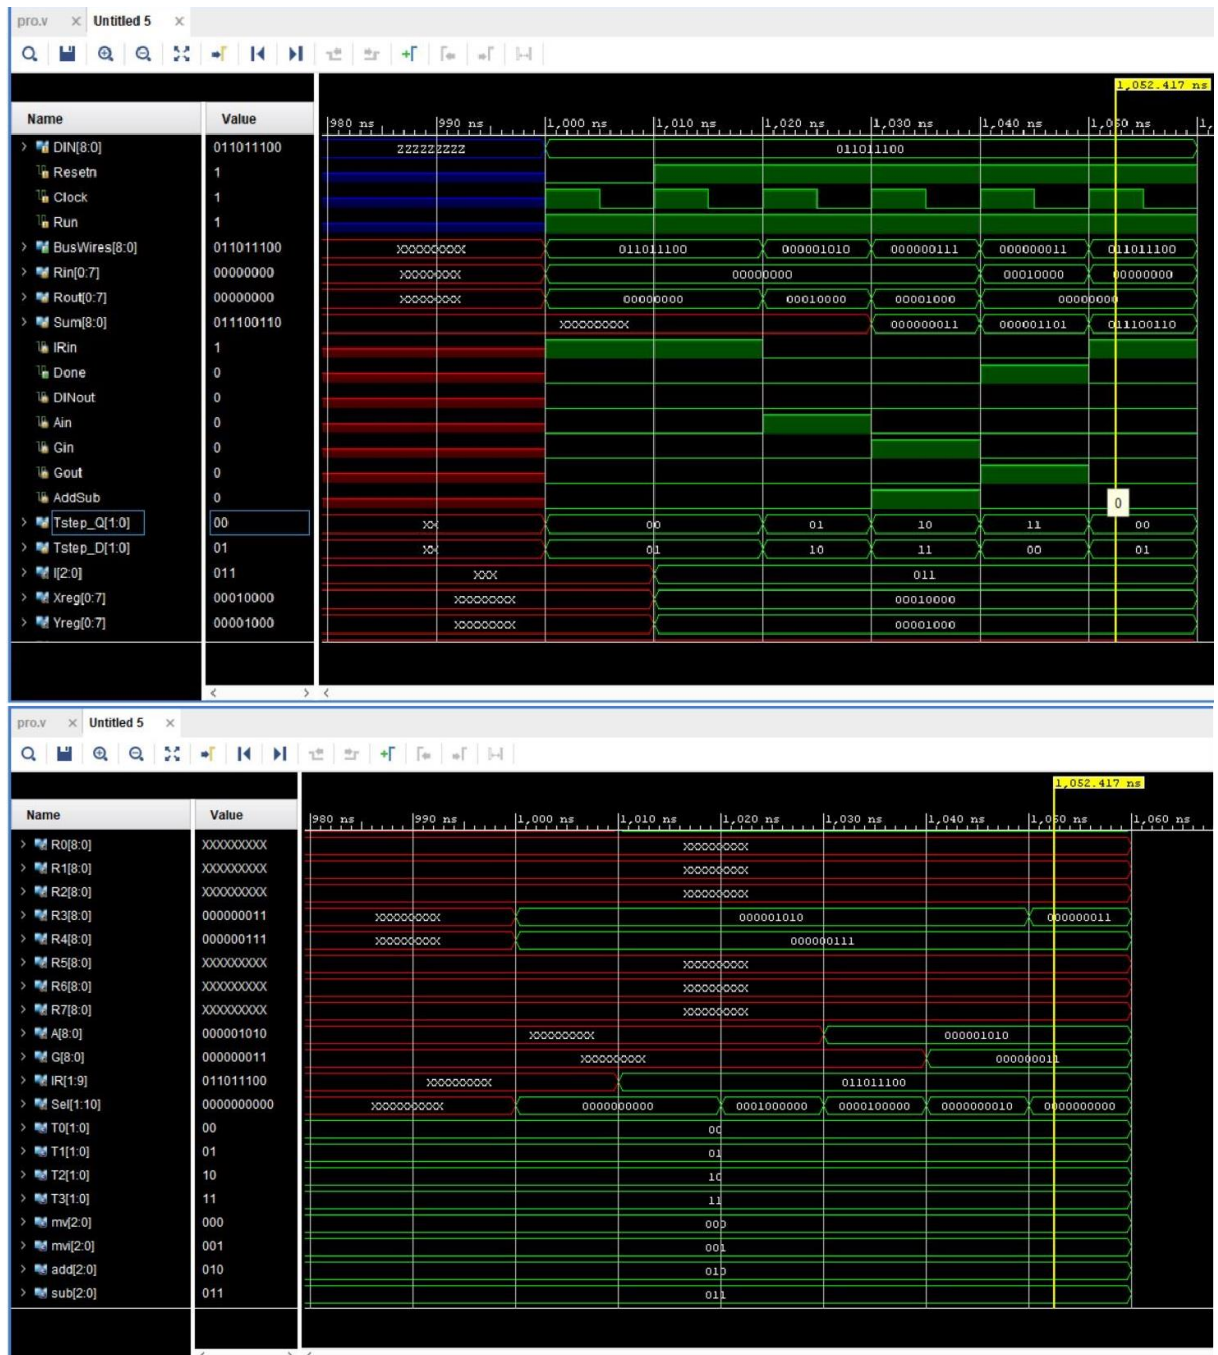 pro.v × Untitled 5 ×
1,052.417 ns
Name Value 980 ns 990 ns 1,000 ns 1,010 ns 1,020 ns 1,030 ns 1,040 ns 1,050 ns 1,
> DIN[8:0] 011011100 ZZZZZZZZZ 011011100
Resetn 1
Clock 1
Run 1
> BusWires[8:0] 011011100 XXXXXXXXX 011011100 000001010 000000111 000000011 011011100
> Rin[0:7] 00000000 XXXXXXXX 00000000 00010000 00000000
> Rout[0:7] 00000000 XXXXXXXX 00000000 00010000 00001000 00000000
> Sum[8:0] 011100110 XXXXXXXXX 000000011 000001101 011100110
IRin 1
Done 0
DINout 0
Ain 0
Gin 0
Gout 0
AddSub 0 0
> Tstep_Q[1:0] 00 XX 00 01 10 11 00
> Tstep_D[1:0] 01 XX 01 10 11 00 01
> I[2:0] 011 XXX 011
> Xreg[0:7] 00010000 XXXXXXXX 00010000
> Yreg[0:7] 00001000 XXXXXXXX 00001000
pro.v × Untitled 5 ×
1,052.417 ns
Name Value 980 ns 990 ns 1,000 ns 1,010 ns 1,020 ns 1,030 ns 1,040 ns 1,050 ns 1,060 ns
> R0[8:0] XXXXXXXXX XXXXXXXXX
> R1[8:0] XXXXXXXXX XXXXXXXXX
> R2[8:0] XXXXXXXXX XXXXXXXXX
> R3[8:0] 000000011 XXXXXXXXX 000001010 000000011
> R4[8:0] 000000111 XXXXXXXXX 000000111
> R5[8:0] XXXXXXXXX XXXXXXXXX
> R6[8:0] XXXXXXXXX XXXXXXXXX
> R7[8:0] XXXXXXXXX XXXXXXXXX
> A[8:0] 000001010 XXXXXXXXX 000001010
> G[8:0] 000000011 XXXXXXXXX 000000011
> IR[1:9] 011011100 XXXXXXXXX 011011100
> Sel[1:10] 0000000000 XXXXXXXXXX 0000000000 0001000000 0000100000 0000000010 0000000000
> T0[1:0] 00 00
> T1[1:0] 01 01
> T2[1:0] 10 10
> T3[1:0] 11 11
> mv[2:0] 000 000
> mvi[2:0] 001 001
> add[2:0] 010 010
> sub[2:0] 011 011